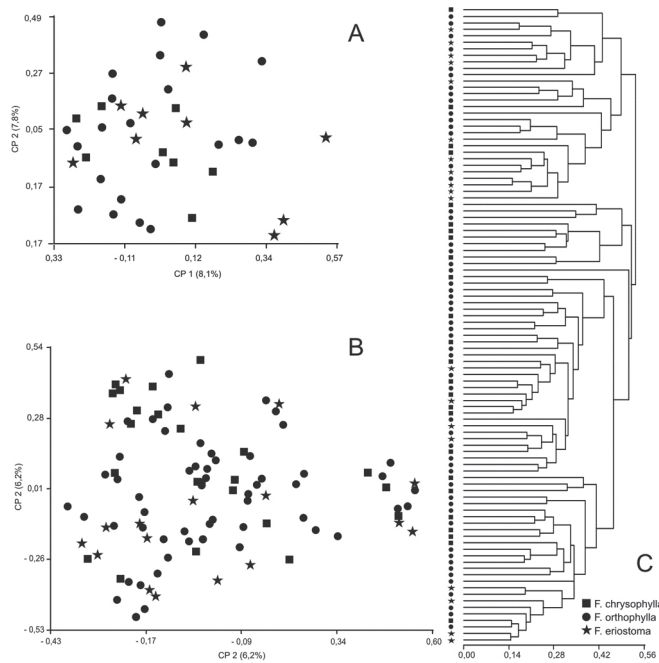 A
0,49
0,27
0,05
0,17
0,17
CP 2 (7,8%)
0,33
- 0,11
0,12
0,34
0,57
CP 1 (8,1%)
B
0,54
0,28
0,01
- 0,26
- 0,53
CP 2 (6,2%)
- 0,43
- 0,17
- 0,09
0,34
0,60
CP 2 (6,2%)
C
F. chrysophylla
F. orthophylla
F. eriostoma
0,00
0,14
0,28
0,42
0,56